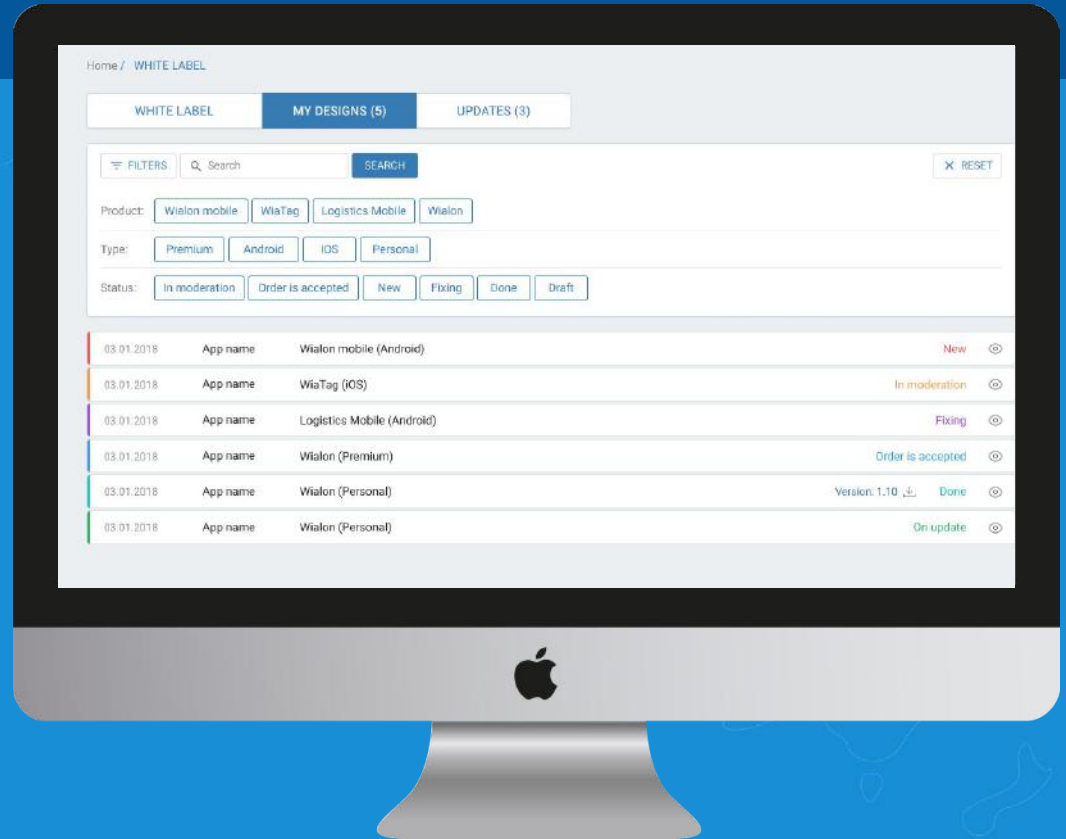 Home / WHITE LABEL
WHITE LABEL MY DESIGNS (5) UPDATES (3)
FILTERS Search SEARCH RESET
Product: Wialon mobile WiaTag Logistics Mobile Wialon
Type: Premium Android IOS Personal
Status: In moderation Order is accepted New Fixing Done Draft
03.01.2018 App name Wialon mobile (Android) New
03.01.2018 App name WiaTag (iOS) In moderation
03.01.2018 App name Logistics Mobile (Android) Fixing
03.01.2018 App name Wialon (Premium) Order is accepted
03.01.2018 App name Wialon (Personal) Version: 1.10 Done
03.01.2018 App name Wialon (Personal) On update